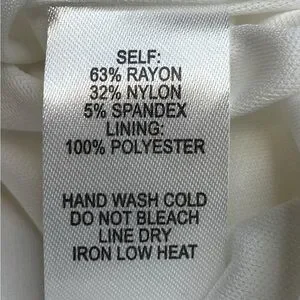 SELF:
63% RAYON
32% NYLON
5% SPANDEX
LINING:
100% POLYESTER
HAND WASH COLD
DO NOT BLEACH
LINE DRY
IRON LOW HEAT